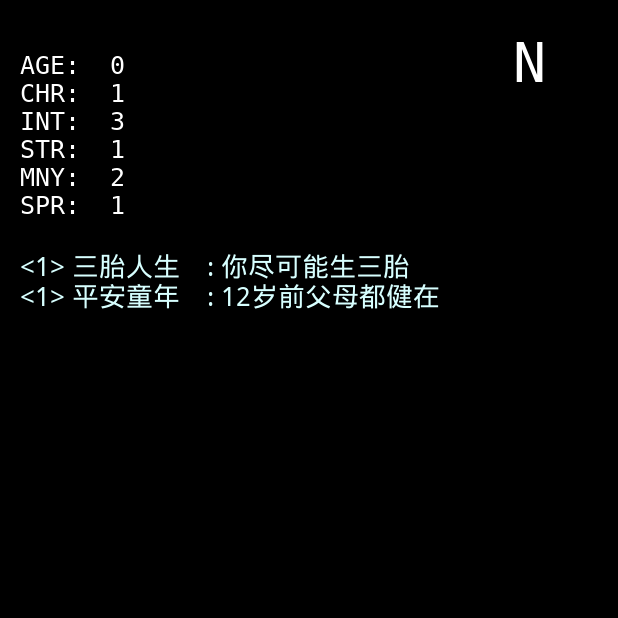 N
AGE: 0
CHR: 1
INT: 3
STR: 1
MNY: 2
SPR: 1
<1> 三胎人生 : 你尽可能生三胎
<1> 平安童年 : 12岁前父母都健在